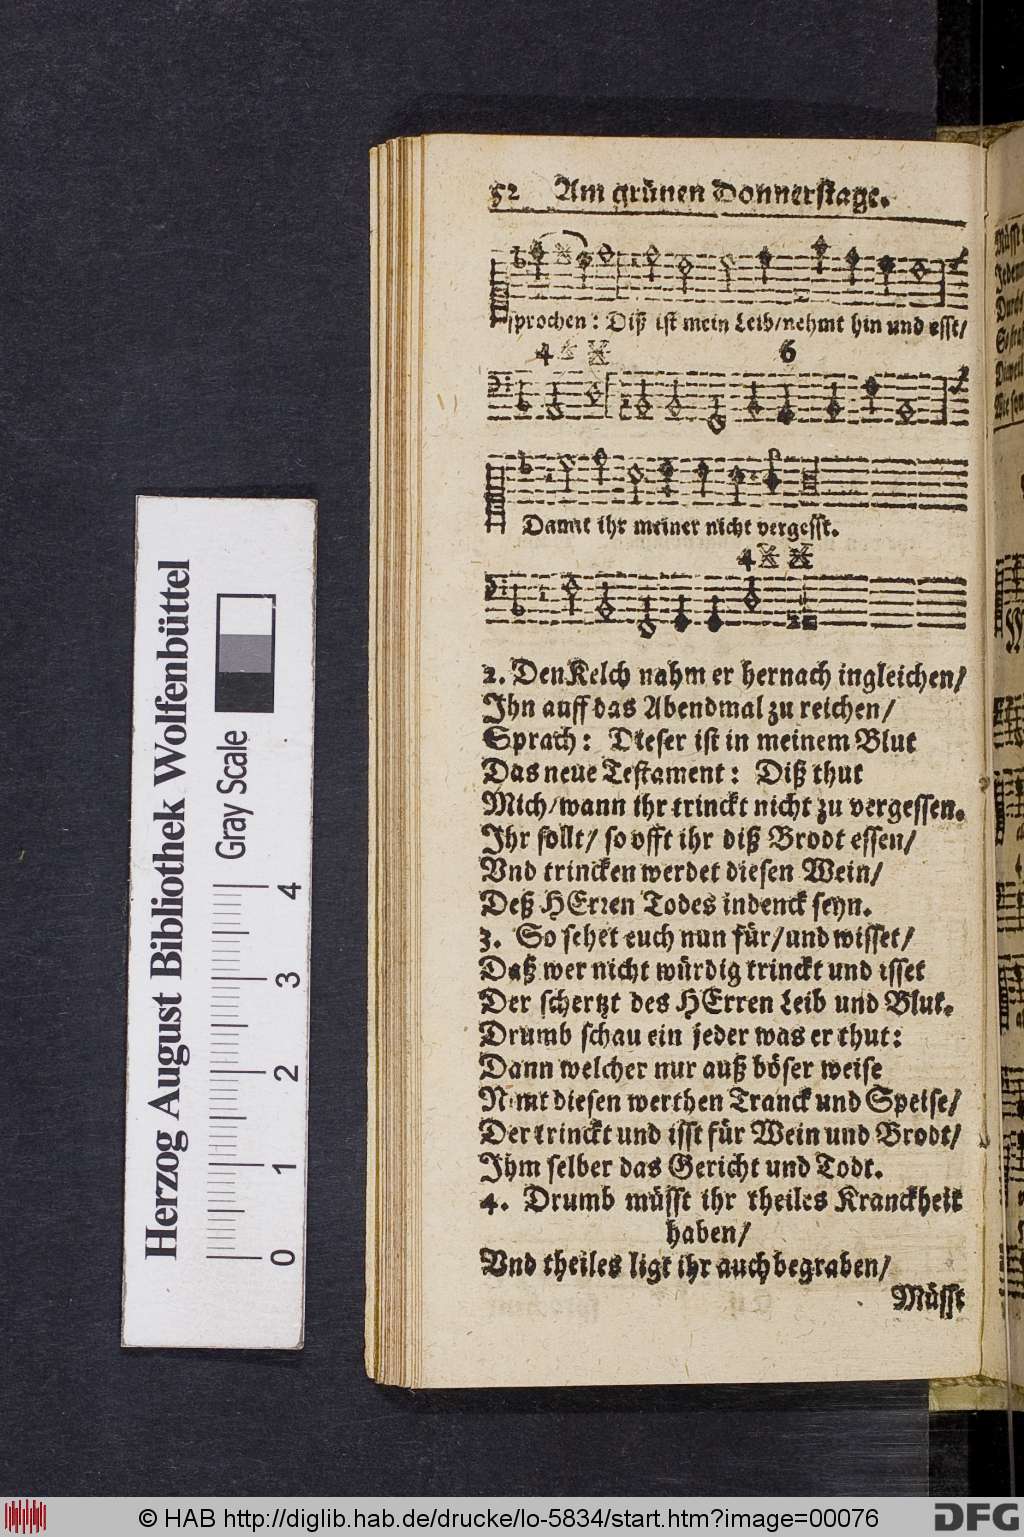 52 Am grünen Donnerstage.
sprochen: Diß ist mein Leib/nehmt hin und esst/
4
6
Damit ihr meiner nicht vergesst.
4
2. Den Kelch nahm er hernach ingleichen/
Ihn auff das Abendmal zu reichen/
Sprach: Dieser ist in meinem Blut
Das neue Testament: Diß thut
Mich/wann ihr trinckt nicht zu vergessen.
Ihr sollt/ so offt ihr diß Brodt essen/
Vnd trincken werdet diesen Wein/
Deß HErren Todes indenck seyn.
3. So sehet euch nun für/und wisset/
Daß wer nicht würdig trinckt und isset
Der schertzt des HErren Leib und Blut.
Drumb schau ein jeder was er thut:
Dann welcher nur auß böser weise
Nimt diesen werthen Tranck und Speise/
Der trinckt und isst für Wein und Brodt/
Ihm selber das Gericht und Todt.
4. Drumb müsst ihr theiles Kranckheit
haben/
Vnd theiles ligt ihr auch begraben/
Müsst
Herzog August Bibliothek Wolfenbüttel
Gray Scale
0 1 2 3 4
© HAB http://diglib.hab.de/drucke/lo-5834/start.htm?image=00076
DFG